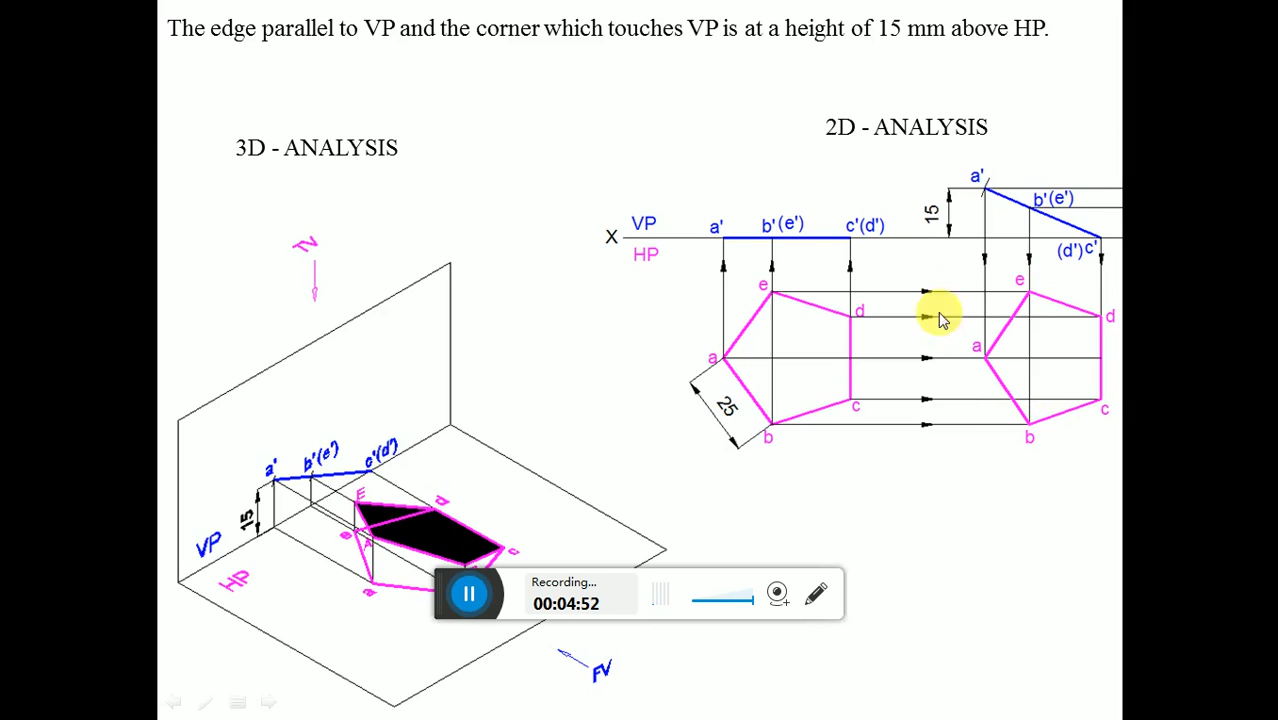 The edge parallel to VP and the corner which touches VP is at a height of 15 mm above HP.
2D - ANALYSIS
3D - ANALYSIS
a'
b'(e')
15
X VP
HP
a' b'(e') c'(d')
(d')c'
TV
e
d
a
25
c
b
e
d
a
c
b
a' b'(e') c'(d')
15
VP
HP
E
d
e
A
c
a
FV
Recording...
00:04:52